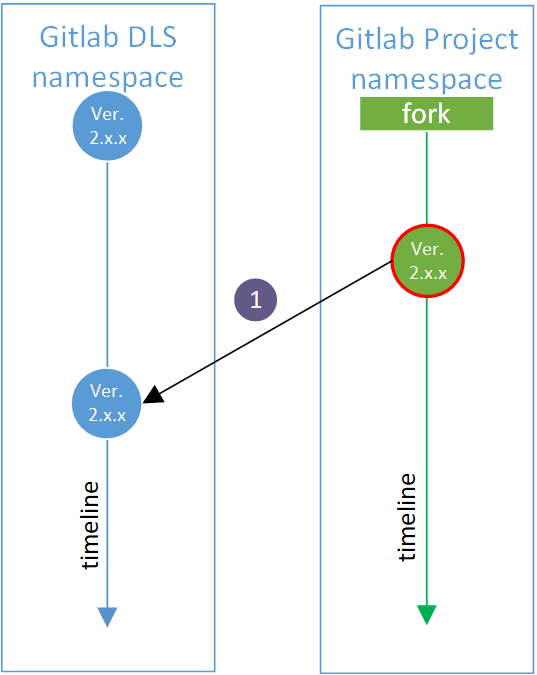 Gitlab DLS
namespace
Ver.
2.x.x
1
Ver.
2.x.x
timeline
Gitlab Project
namespace
fork
Ver.
2.x.x
timeline